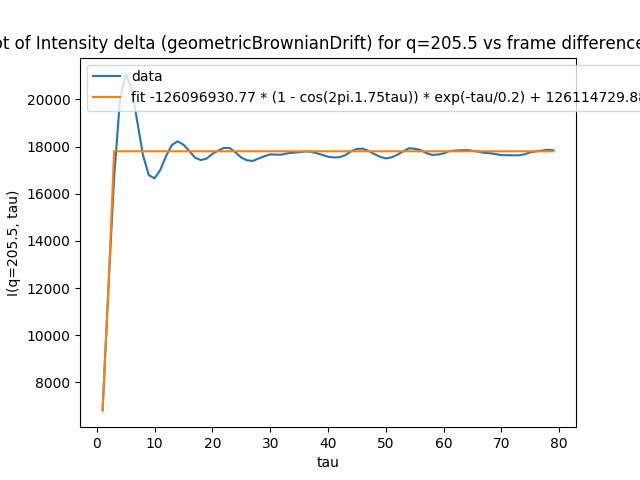 ot of Intensity delta (geometricBrownianDrift) for q=205.5 vs frame difference
data
fit -126096930.77 * (1 - cos(2pi.1.75tau)) * exp(-tau/0.2) + 126114729.8
I(q=205.5, tau)
20000
18000
16000
14000
12000
10000
8000
0 10 20 30 40 50 60 70 80
tau